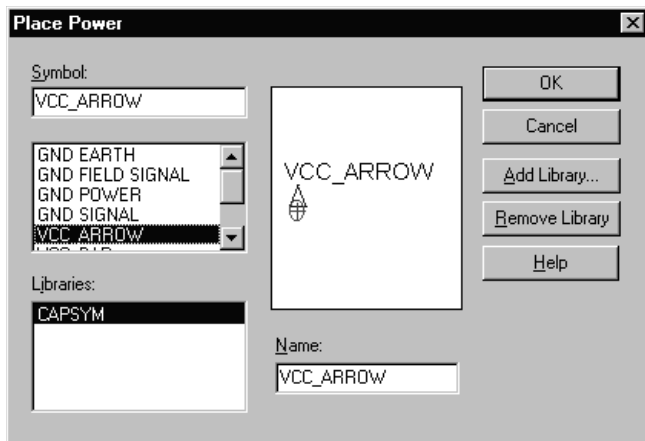 Place Power
Symbol:
VCC_ARROW
GND EARTH
GND FIELD SIGNAL
GND POWER
GND SIGNAL
VCC_ARROW
Libraries:
CAPSYM
VCC_ARROW
Name:
VCC_ARROW
OK
Cancel
Add Library...
Remove Library
Help